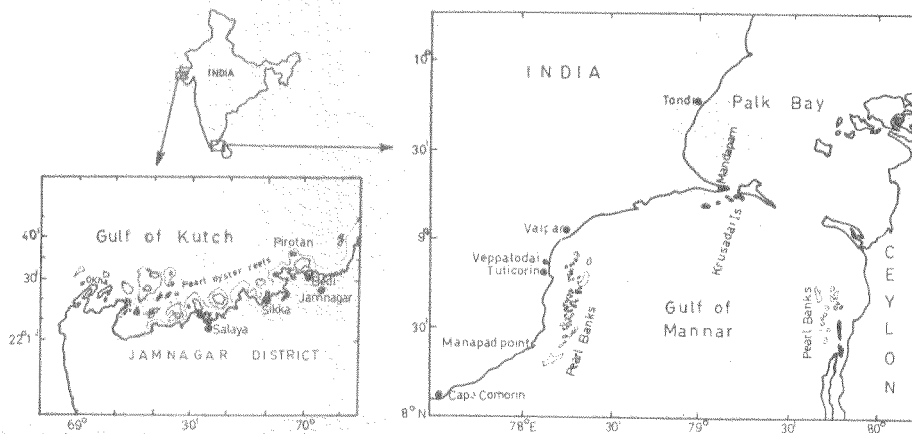 INDIA
Gulf of Kutch
Pirotan
Pearl oyster reefs
Okha
Bedi
Jamnagar
Sikka
Salaya
JAMNAGAR DISTRICT
40'
30'
22°
69°
30'
70°
INDIA
Tondi
Palk Bay
Mandapam
Krusadai Is
Vaipar
Veppalodai
Tuticorin
Pearl Banks
Gulf of
Mannar
Manapad point
Pearl Banks
CEYLON
Cape Comorin
10°
30'
9°
30'
8°N
78°E
30'
79°
30'
80°